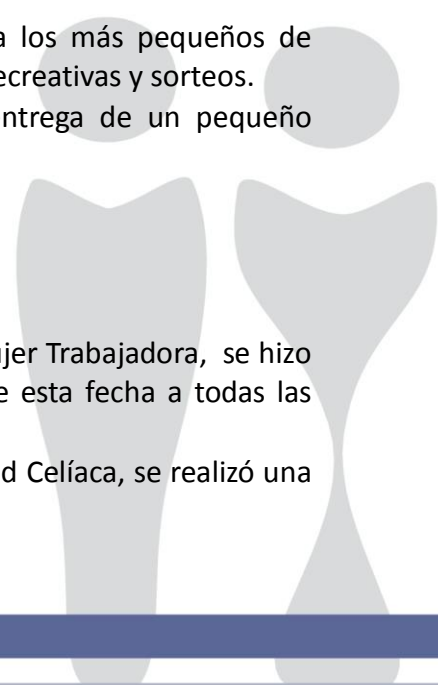 a los más pequeños de
ecreativas y sorteos.
ntrega de un pequeño
jer Trabajadora, se hizo
e esta fecha a todas las
d Celíaca, se realizó una